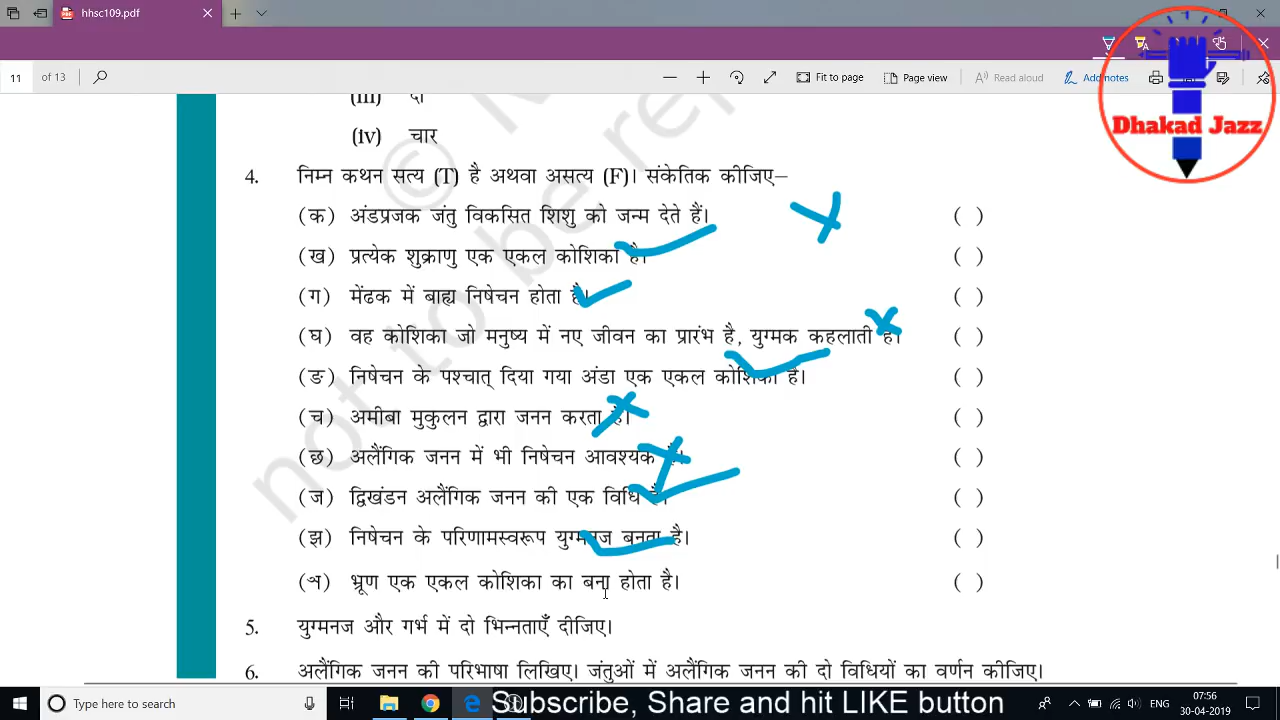 hhsc109.pdf
11 of 13
Fit to page
Page view
Read aloud
Add notes
Dhakad Jazz
(iii) दो
(iv) चार
4. निम्न कथन सत्य (T) है अथवा असत्य (F)। संकेतिक कीजिए–
(क) अंडप्रजक जंतु विकसित शिशु को जन्म देते हैं। ( )
(ख) प्रत्येक शुक्राणु एक एकल कोशिका है। ( )
(ग) मेंढक में बाह्य निषेचन होता है। ( )
(घ) वह कोशिका जो मनुष्य में नए जीवन का प्रारंभ है, युग्मक कहलाती है। ( )
(ङ) निषेचन के पश्चात् दिया गया अंडा एक एकल कोशिका है। ( )
(च) अमीबा मुकुलन द्वारा जनन करता है। ( )
(छ) अलैंगिक जनन में भी निषेचन आवश्यक है। ( )
(ज) द्विखंडन अलैंगिक जनन की एक विधि है। ( )
(झ) निषेचन के परिणामस्वरूप युग्मनज बनता है। ( )
(ञ) भ्रूण एक एकल कोशिका का बना होता है। ( )
5. युग्मनज और गर्भ में दो भिन्नताएँ दीजिए।
6. अलैंगिक जनन की परिभाषा लिखिए। जंतुओं में अलैंगिक जनन की दो विधियों का वर्णन कीजिए।
not to be re
Type here to search
Subscribe, Share and hit LIKE button
ENG
07:56
30-04-2019